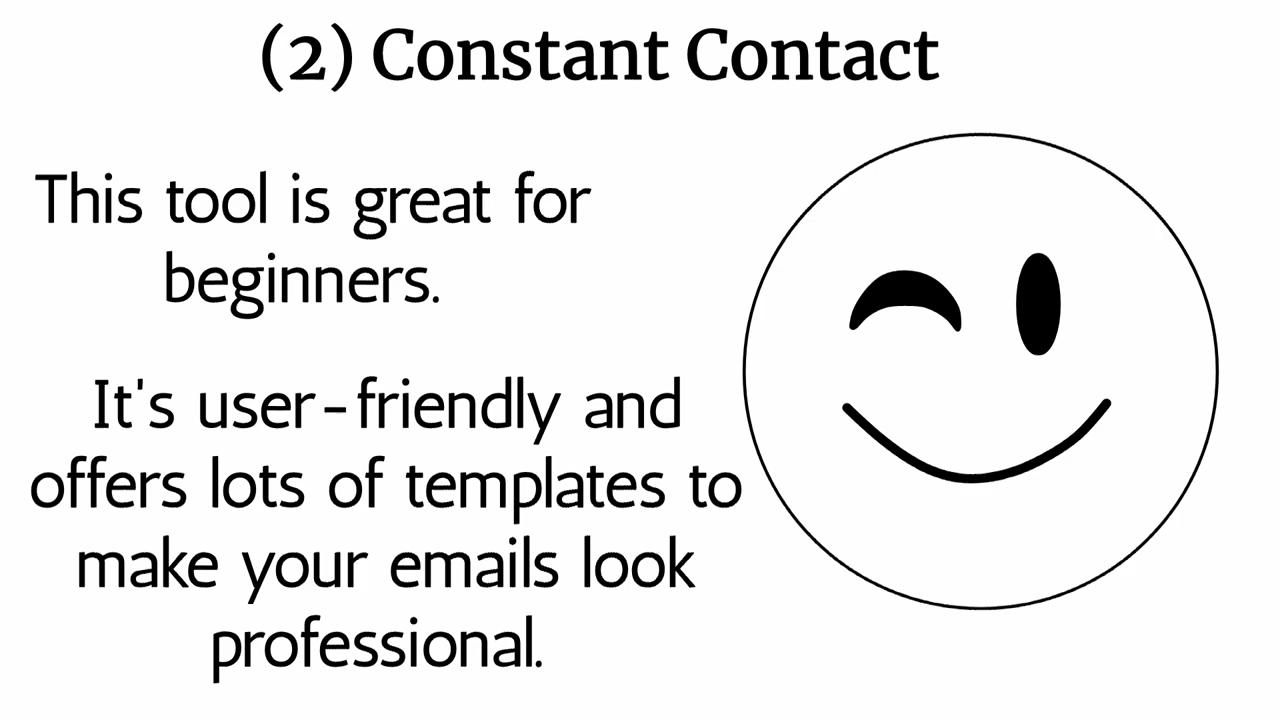 (2) Constant Contact
This tool is great for
beginners.
It's user-friendly and
offers lots of templates to
make your emails look
professional.